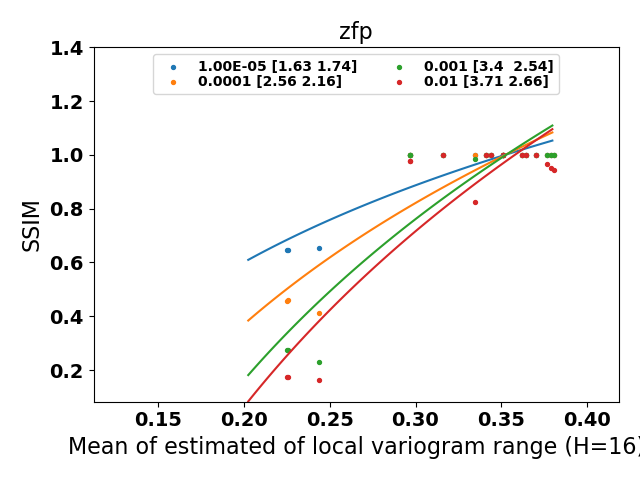 zfp
1.4
1.2
1.0
0.8
0.6
0.4
0.2
SSIM
1.00E-05 [1.63 1.74]
0.0001 [2.56 2.16]
0.001 [3.4 2.54]
0.01 [3.71 2.66]
0.15 0.20 0.25 0.30 0.35 0.40
Mean of estimated of local variogram range (H=16)